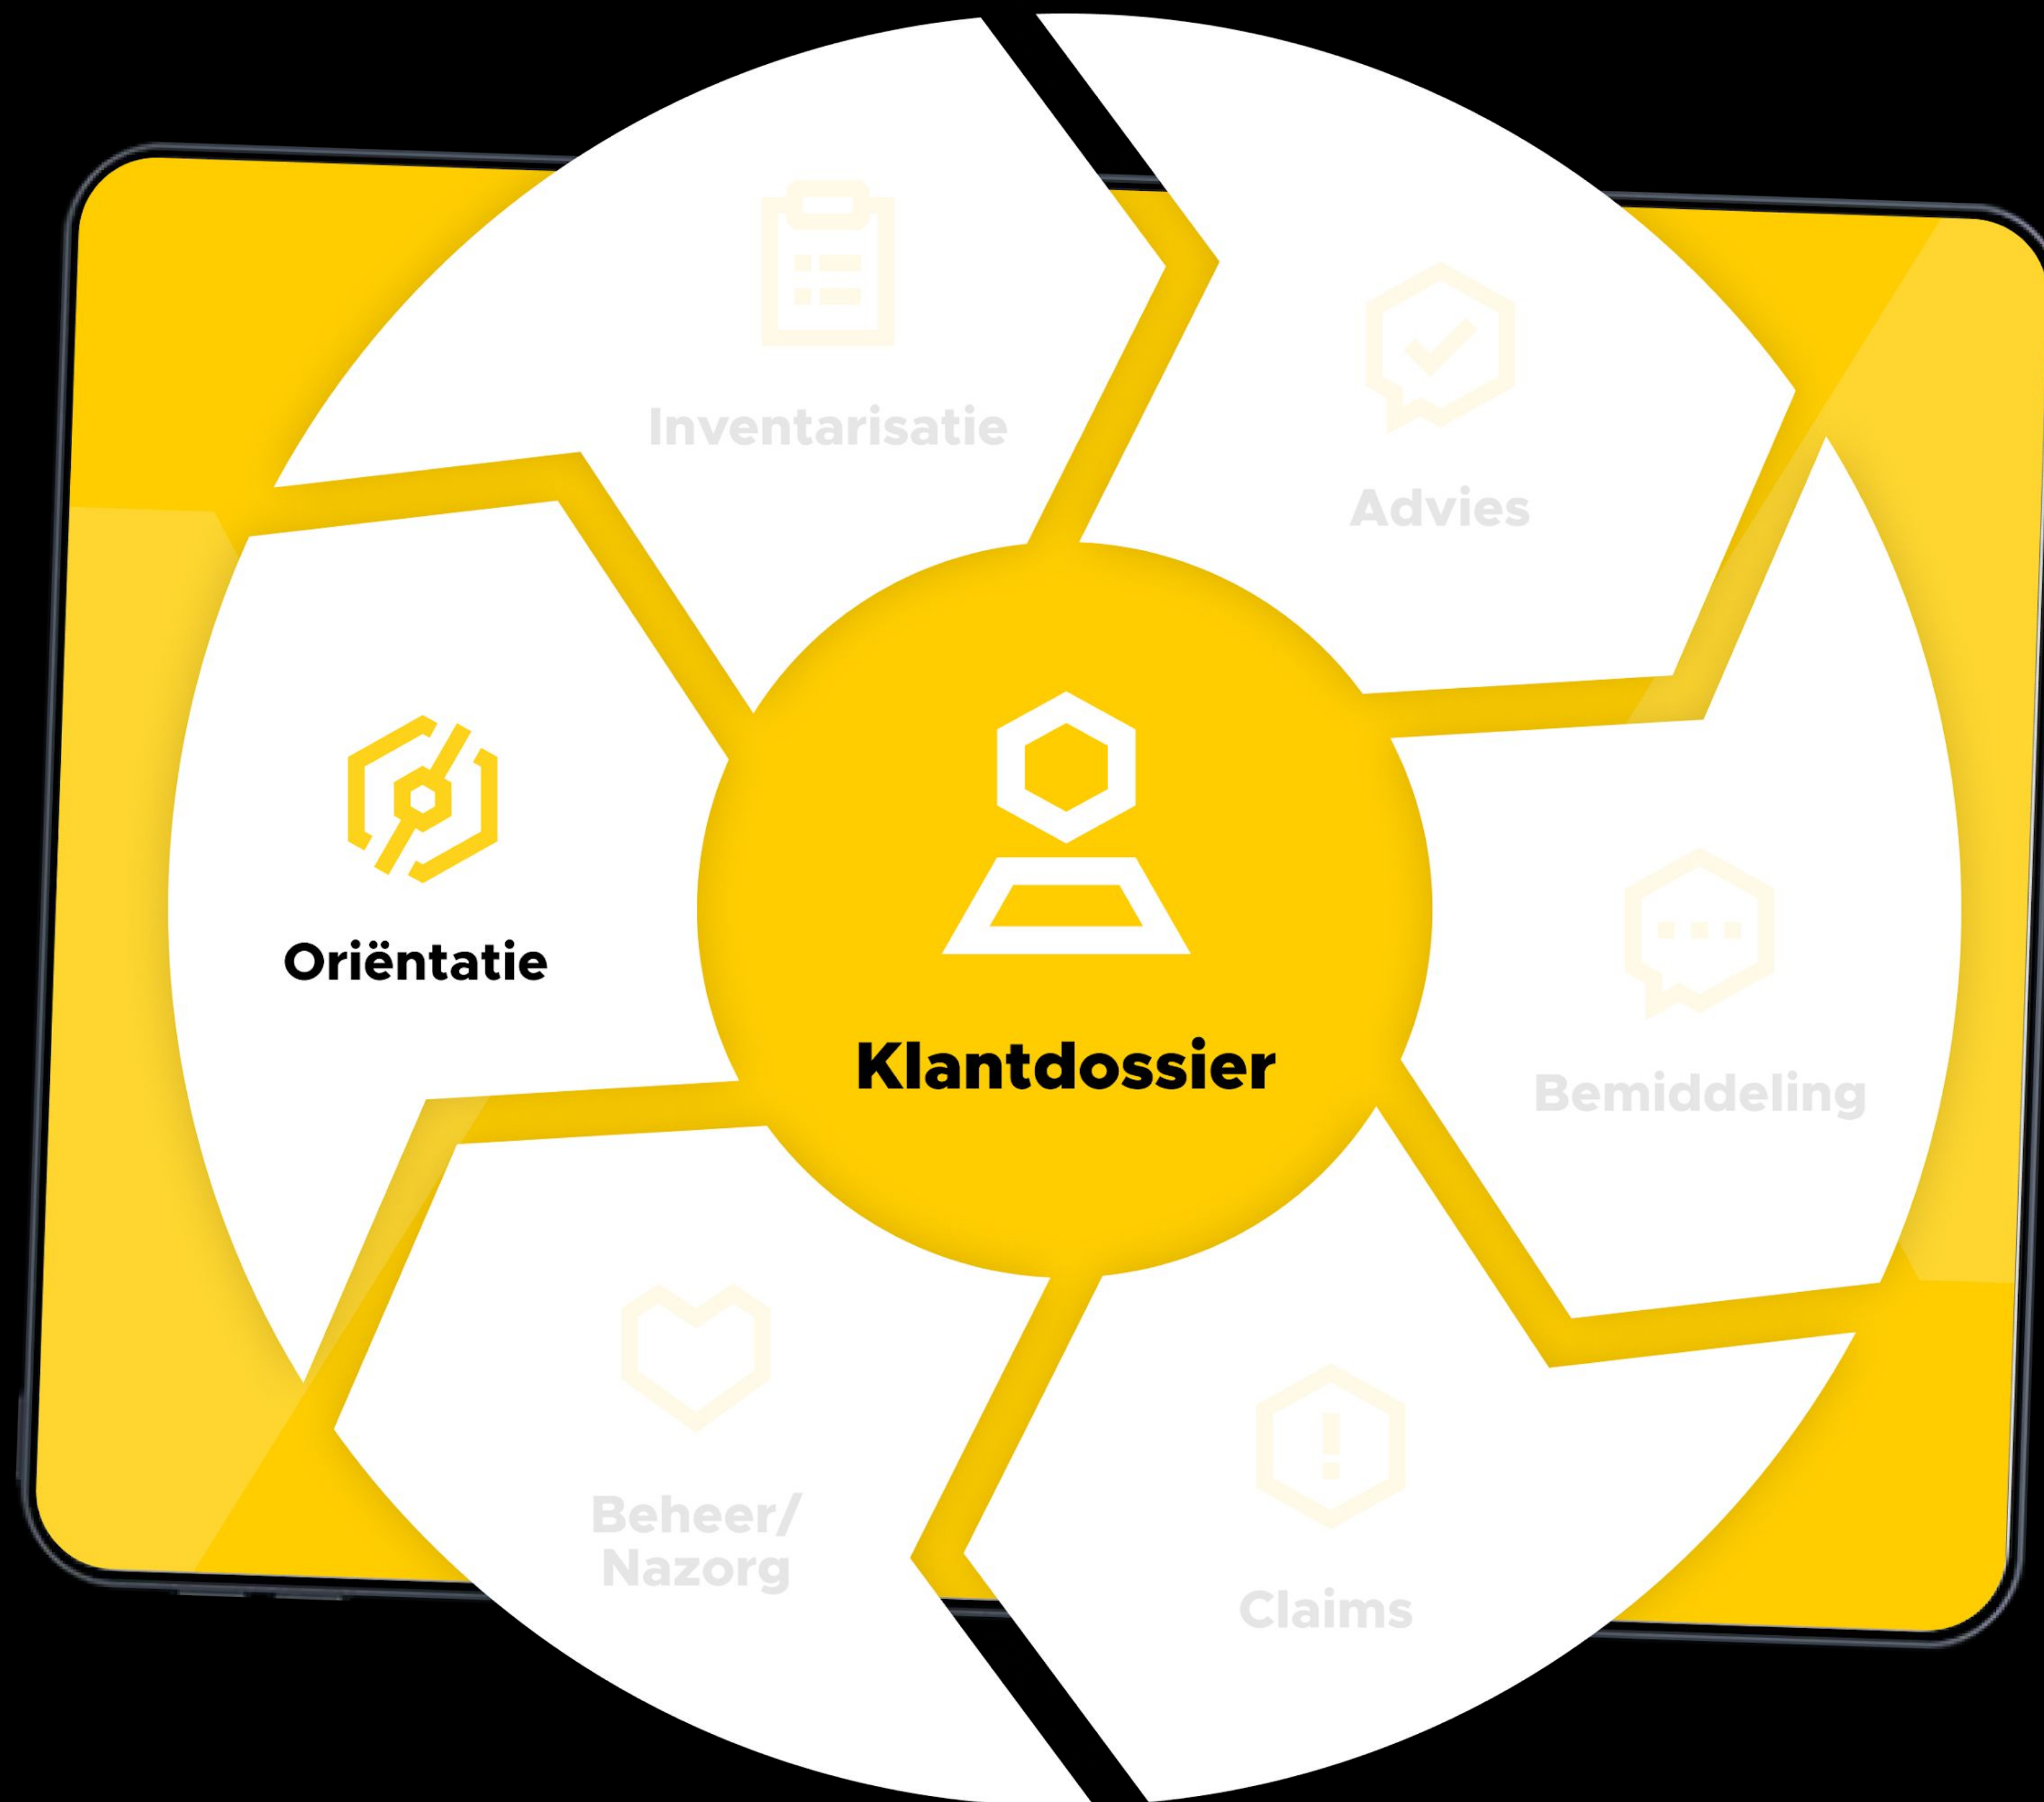 Inventarisatie
Advies
Oriëntatie
Klantdossier
Bemiddeling
Beheer/
Nazorg
Claims